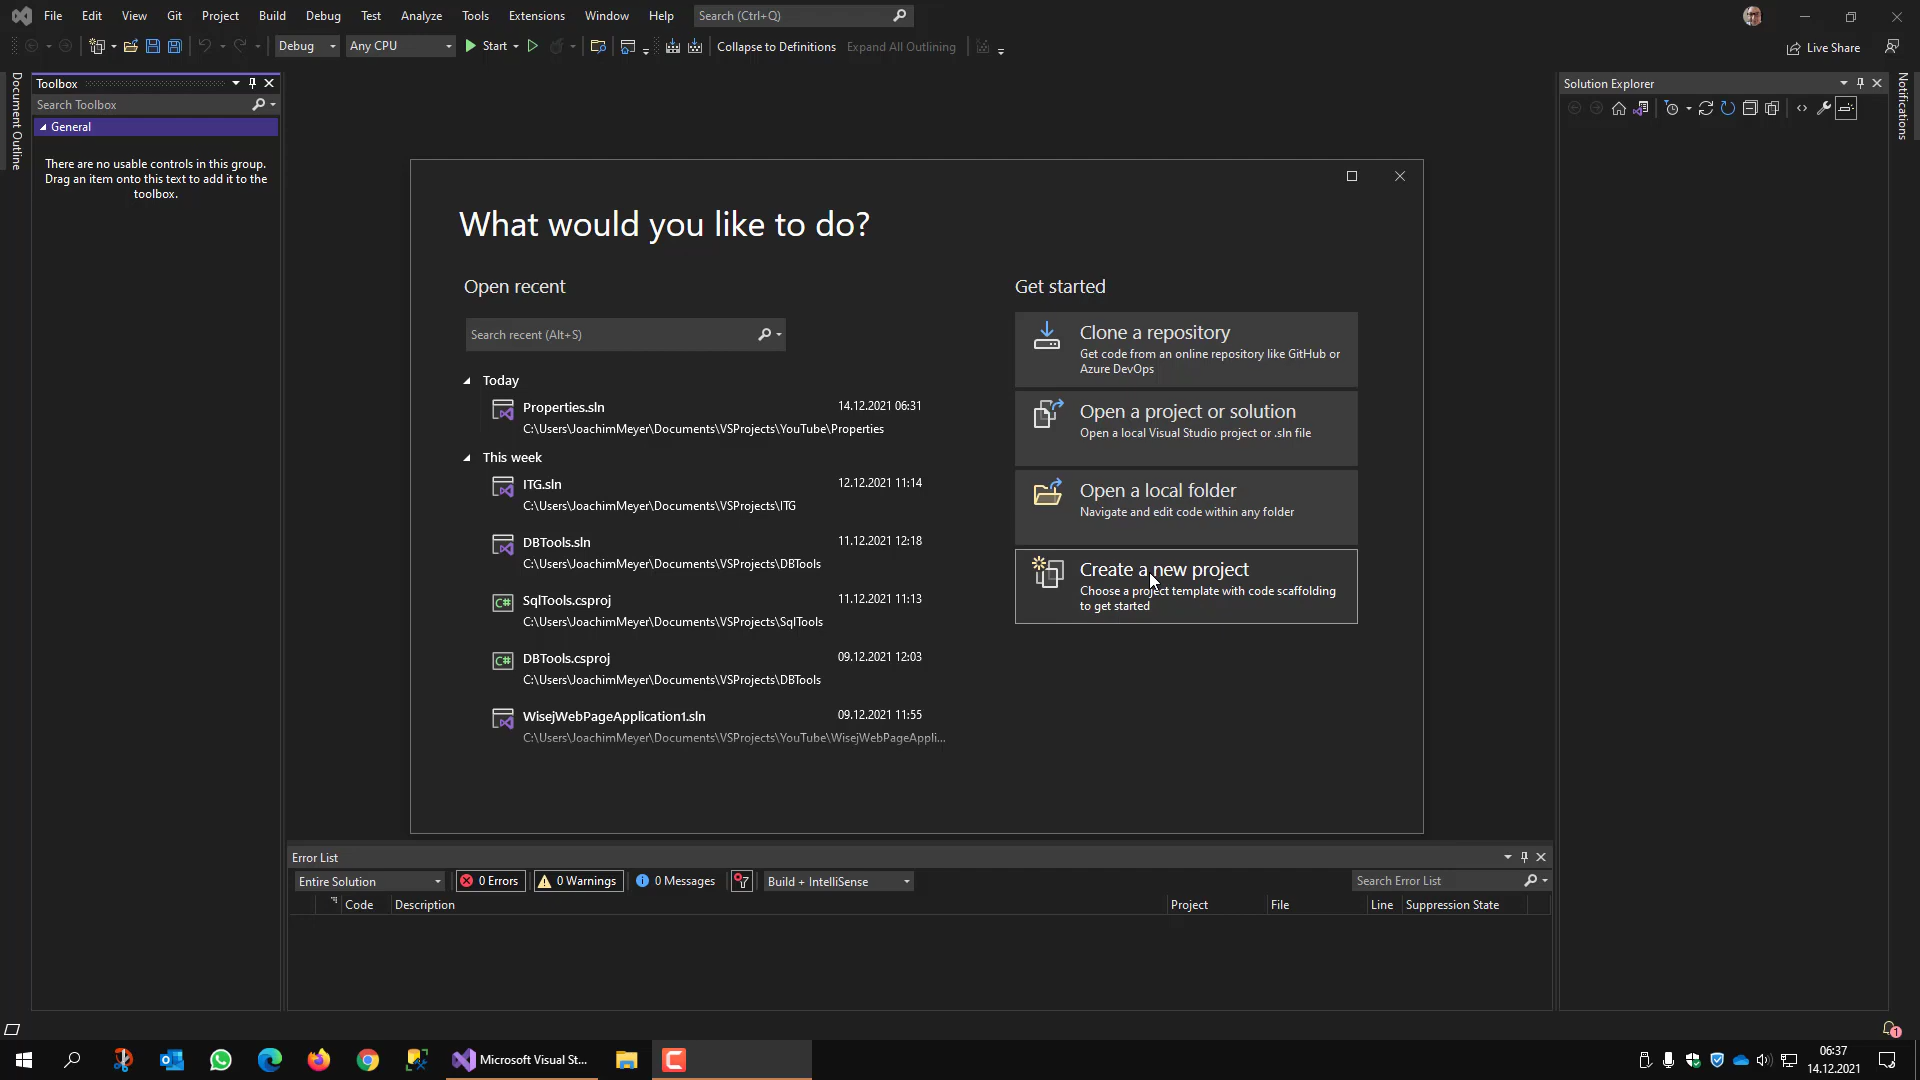 File Edit View Git Project Build Debug Test Analyze Tools Extensions Window Help Search (Ctrl+Q)
Debug Any CPU Start Collapse to Definitions Expand All Outlining Live Share
Document Outline
Toolbox
Search Toolbox
General
There are no usable controls in this group.
Drag an item onto this text to add it to the
toolbox.
What would you like to do?
Open recent
Search recent (Alt+S)
Today
Properties.sln 14.12.2021 06:31
C:\Users\JoachimMeyer\Documents\VSProjects\YouTube\Properties
This week
ITG.sln 12.12.2021 11:14
C:\Users\JoachimMeyer\Documents\VSProjects\ITG
DBTools.sln 11.12.2021 12:18
C:\Users\JoachimMeyer\Documents\VSProjects\DBTools
SqlTools.csproj 11.12.2021 11:13
C:\Users\JoachimMeyer\Documents\VSProjects\SqlTools
DBTools.csproj 09.12.2021 12:03
C:\Users\JoachimMeyer\Documents\VSProjects\DBTools
WisejWebPageApplication1.sln 09.12.2021 11:55
C:\Users\JoachimMeyer\Documents\VSProjects\YouTube\WisejWebPageAppli...
Get started
Clone a repository
Get code from an online repository like GitHub or
Azure DevOps
Open a project or solution
Open a local Visual Studio project or .sln file
Open a local folder
Navigate and edit code within any folder
Create a new project
Choose a project template with code scaffolding
to get started
Solution Explorer
Notifications
Error List
Entire Solution 0 Errors 0 Warnings 0 Messages Build + IntelliSense Search Error List
Code Description Project File Line Suppression State
1
Microsoft Visual St...
06:37
14.12.2021